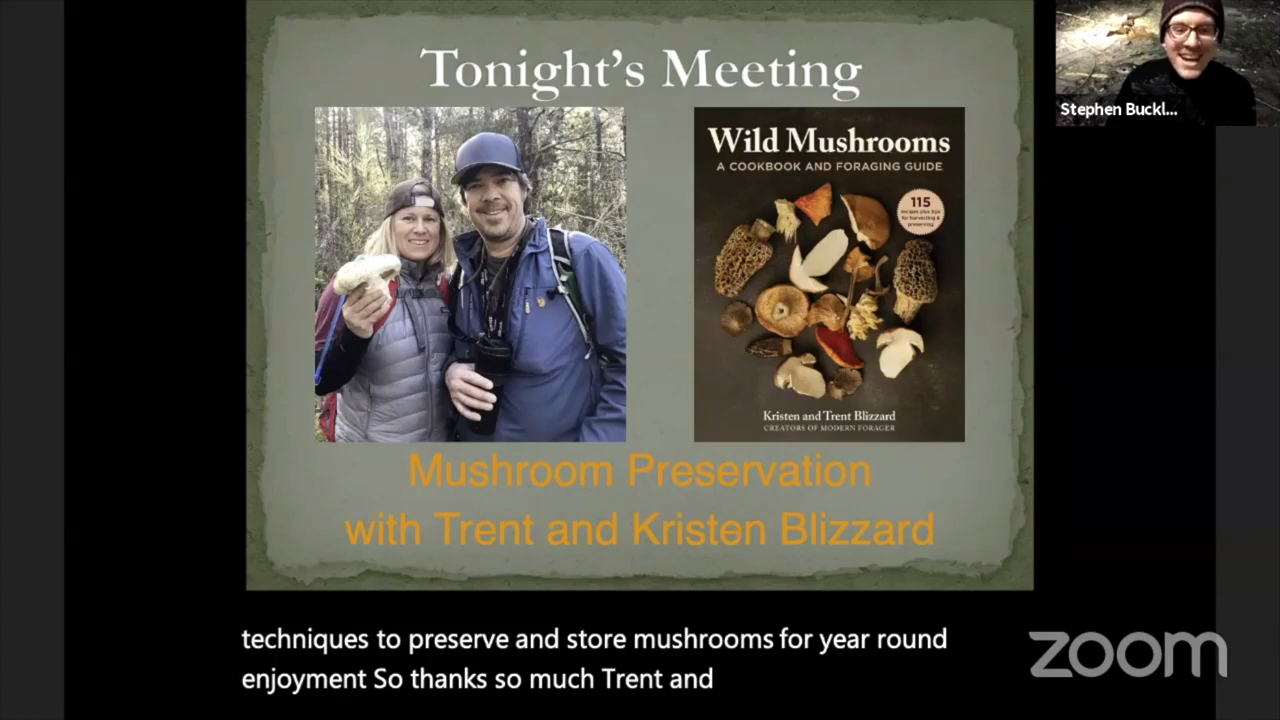 Tonight's Meeting
Stephen Buckl...
Wild Mushrooms
A COOKBOOK AND FORAGING GUIDE
115
recipes plus tips
for harvesting &
preserving
Kristen and Trent Blizzard
CREATORS OF MODERN FORAGER
Mushroom Preservation
with Trent and Kristen Blizzard
techniques to preserve and store mushrooms for year round
enjoyment So thanks so much Trent and
zoom